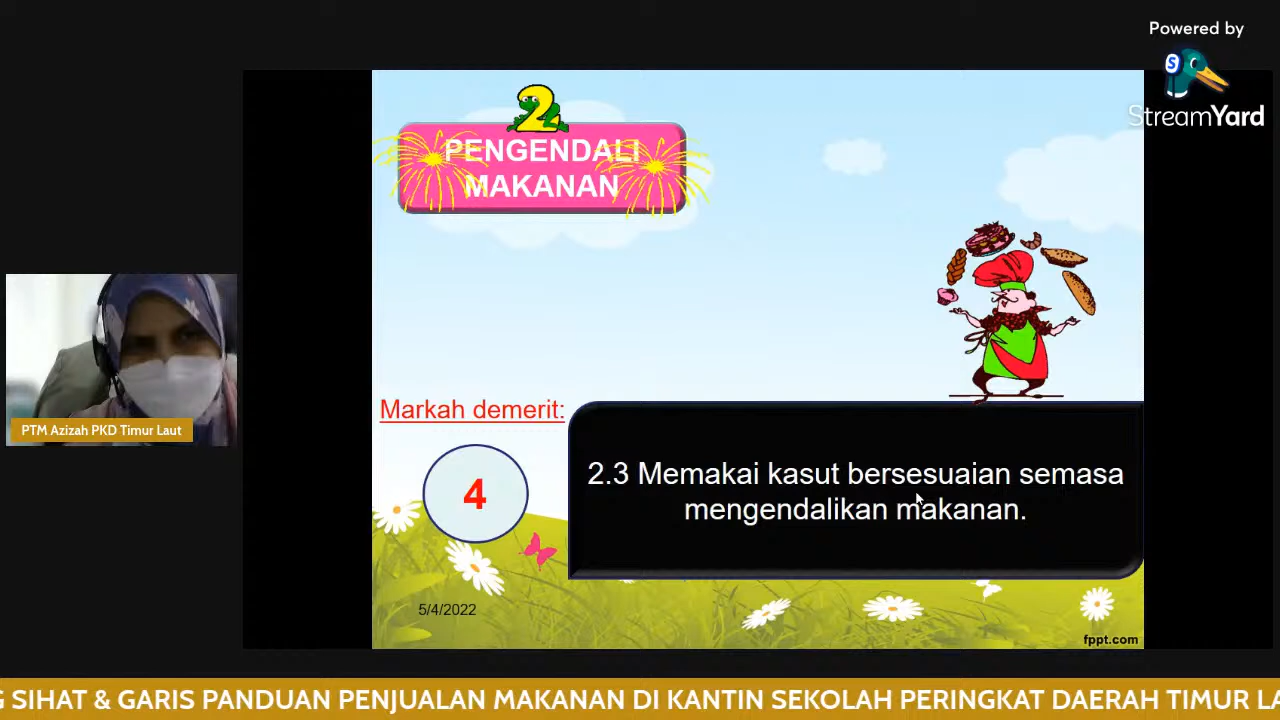 Powered by
StreamYard
2
PENGENDALI
MAKANAN
Markah demerit:
4
2.3 Memakai kasut bersesuaian semasa
mengendalikan makanan.
PTM Azizah PKD Timur Laut
5/4/2022
fppt.com
SIHAT & GARIS PANDUAN PENJUALAN MAKANAN DI KANTIN SEKOLAH PERINGKAT DAERAH TIMUR